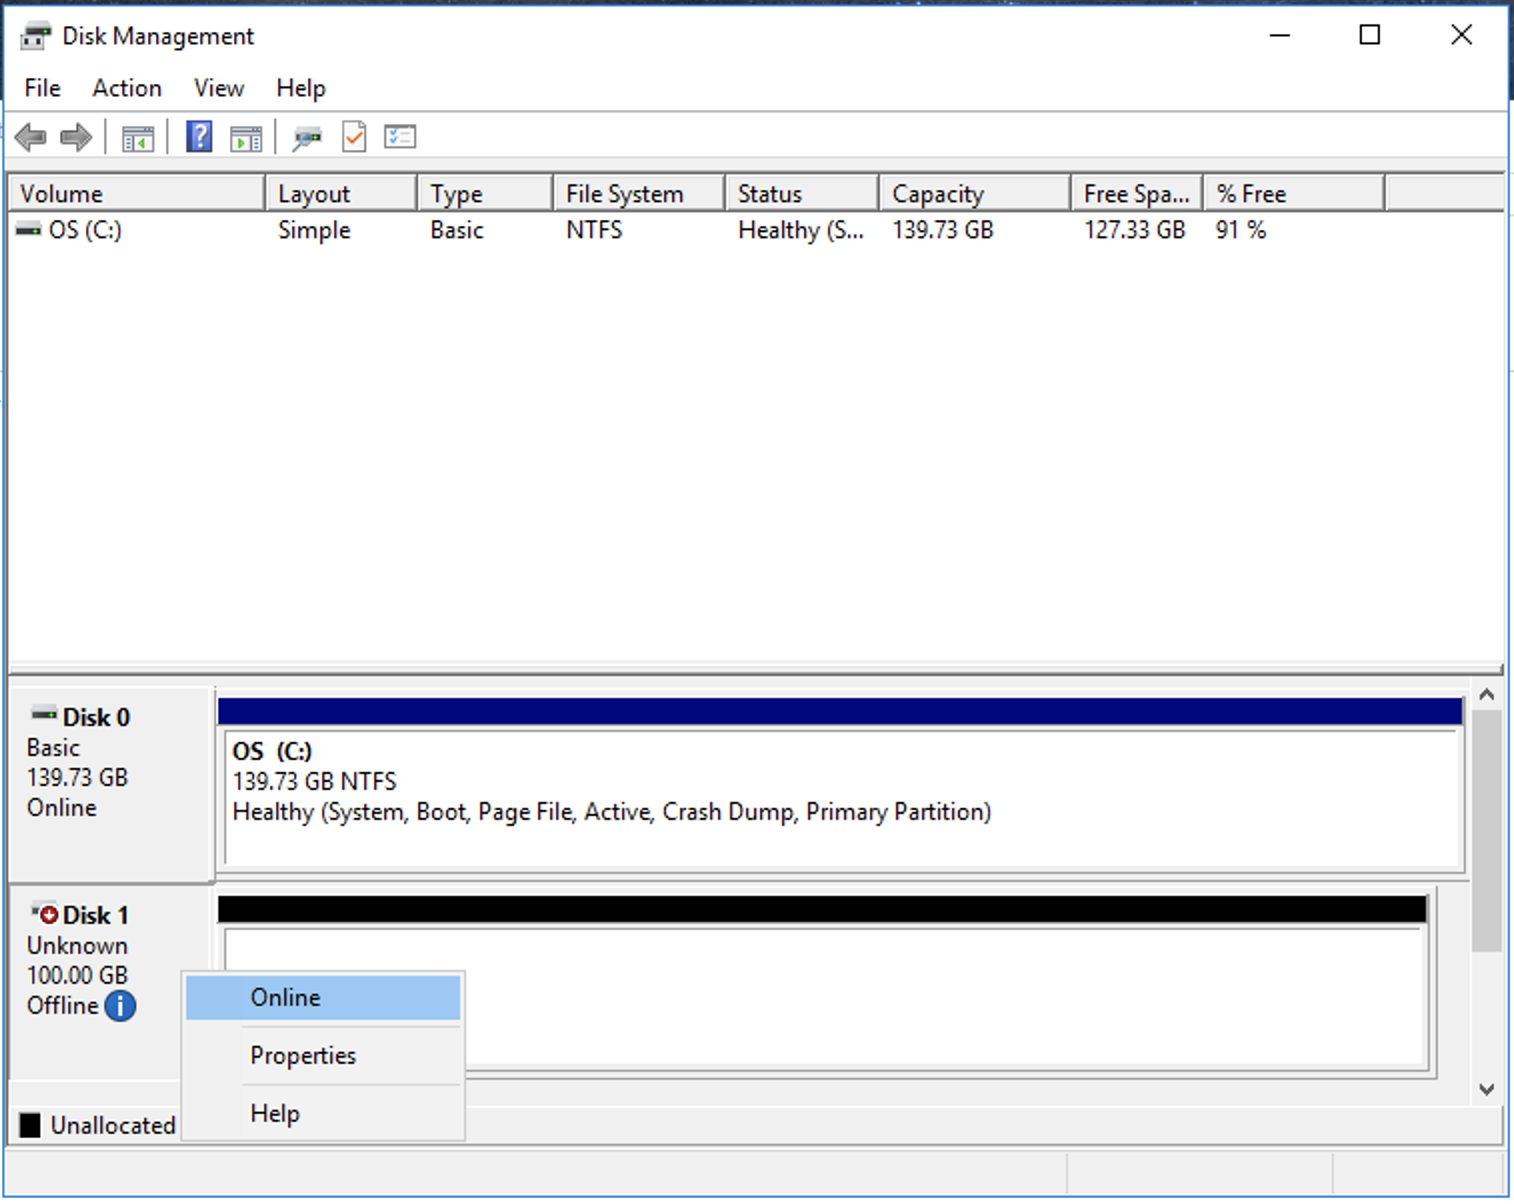 Disk Management
File Action View Help
Volume Layout Type File System Status Capacity Free Spa... % Free
OS (C:) Simple Basic NTFS Healthy (S... 139.73 GB 127.33 GB 91 %
Disk 0
Basic
139.73 GB
Online
OS (C:)
139.73 GB NTFS
Healthy (System, Boot, Page File, Active, Crash Dump, Primary Partition)
Disk 1
Unknown
100.00 GB
Offline
Online
Properties
Help
Unallocated